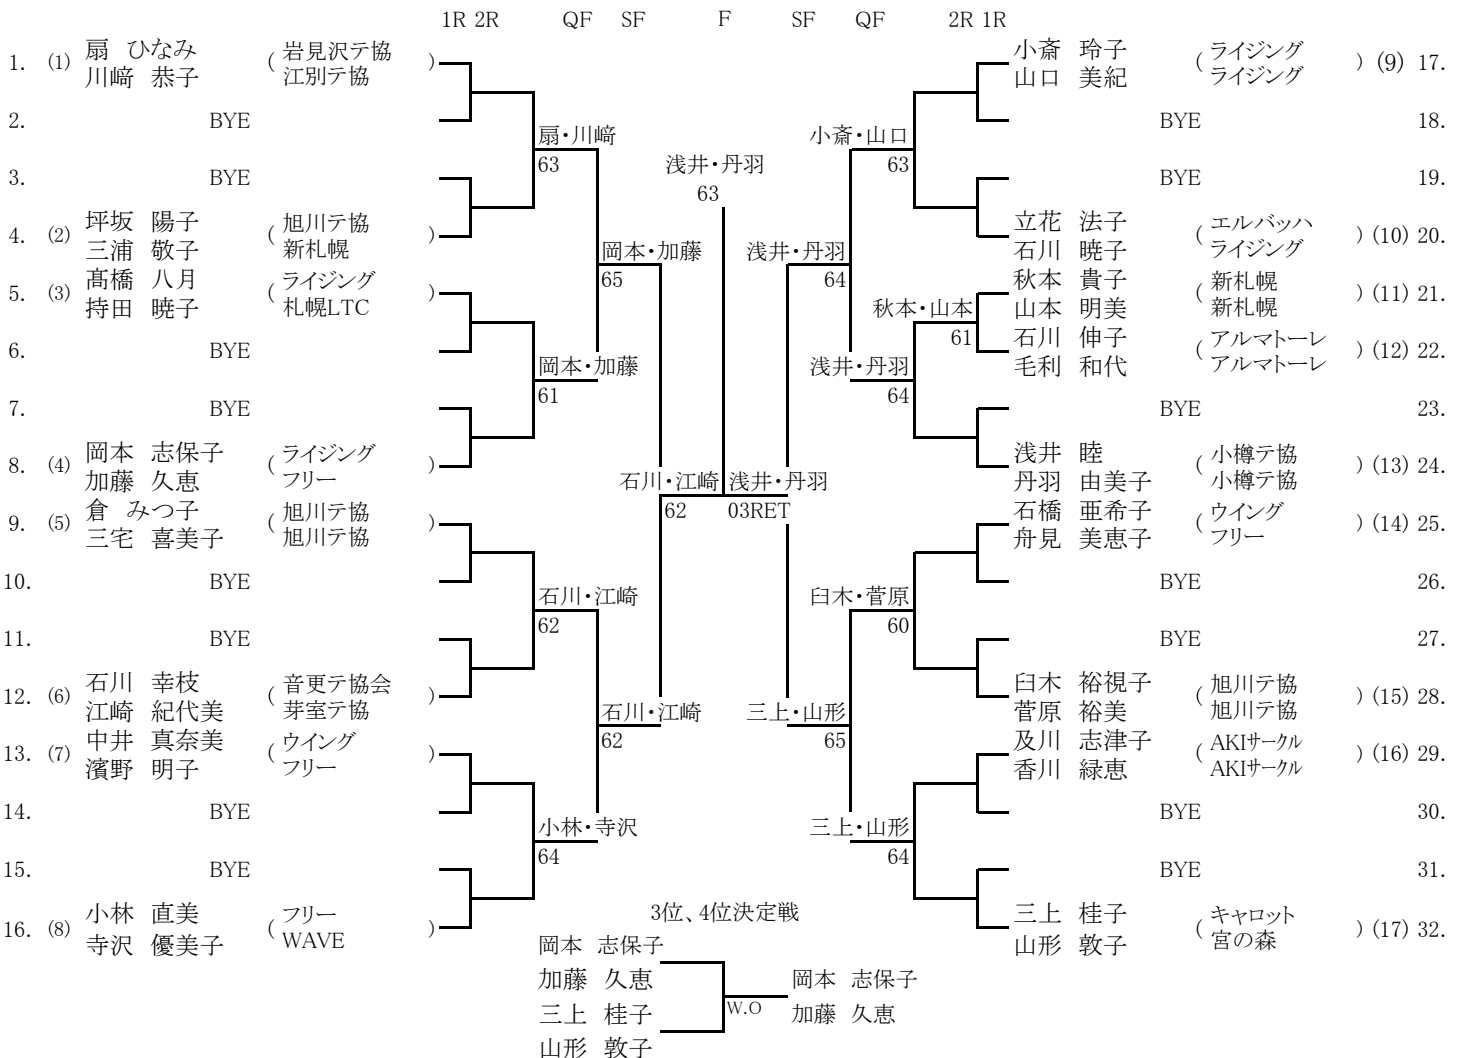 1R 2R QF SF F SF QF 2R 1R
1. (1) 扇 ひなみ ( 岩見沢テ協 )
川﨑 恭子 江別テ協
2. BYE
3. BYE
4. (2) 坪坂 陽子 ( 旭川テ協 )
三浦 敬子 新札幌
5. (3) 髙橋 八月 ( ライジング )
持田 暁子 札幌LTC
6. BYE
7. BYE
8. (4) 岡本 志保子 ( ライジング )
加藤 久恵 フリー
9. (5) 倉 みつ子 ( 旭川テ協 )
三宅 喜美子 旭川テ協
10. BYE
11. BYE
12. (6) 石川 幸枝 ( 音更テ協会 )
江崎 紀代美 芽室テ協
13. (7) 中井 真奈美 ( ウイング )
濱野 明子 フリー
14. BYE
15. BYE
16. (8) 小林 直美 ( フリー )
寺沢 優美子 WAVE
扇・川﨑
63
岡本・加藤
61
石川・江崎
62
小林・寺沢
64
岡本・加藤
65
石川・江崎
62
石川・江崎
62
浅井・丹羽
63
浅井・丹羽
03RET
浅井・丹羽
64
三上・山形
65
小斎・山口
63
秋本・山本
61
浅井・丹羽
64
臼木・菅原
60
三上・山形
64
小斎 玲子 ( ライジング ) (9) 17.
山口 美紀 ライジング
BYE 18.
BYE 19.
立花 法子 ( エルバッハ ) (10) 20.
石川 暁子 ライジング
秋本 貴子 ( 新札幌 ) (11) 21.
山本 明美 新札幌
石川 伸子 ( アルマトーレ ) (12) 22.
毛利 和代 アルマトーレ
BYE 23.
浅井 睦 ( 小樽テ協 ) (13) 24.
丹羽 由美子 小樽テ協
石橋 亜希子 ( ウイング ) (14) 25.
舟見 美恵子 フリー
BYE 26.
BYE 27.
臼木 裕視子 ( 旭川テ協 ) (15) 28.
菅原 裕美 旭川テ協
及川 志津子 ( AKIサークル ) (16) 29.
香川 緑恵 AKIサークル
BYE 30.
BYE 31.
三上 桂子 ( キャロット ) (17) 32.
山形 敦子 宮の森
3位、4位決定戦
岡本 志保子
加藤 久恵
三上 桂子
山形 敦子
W.O
岡本 志保子
加藤 久恵